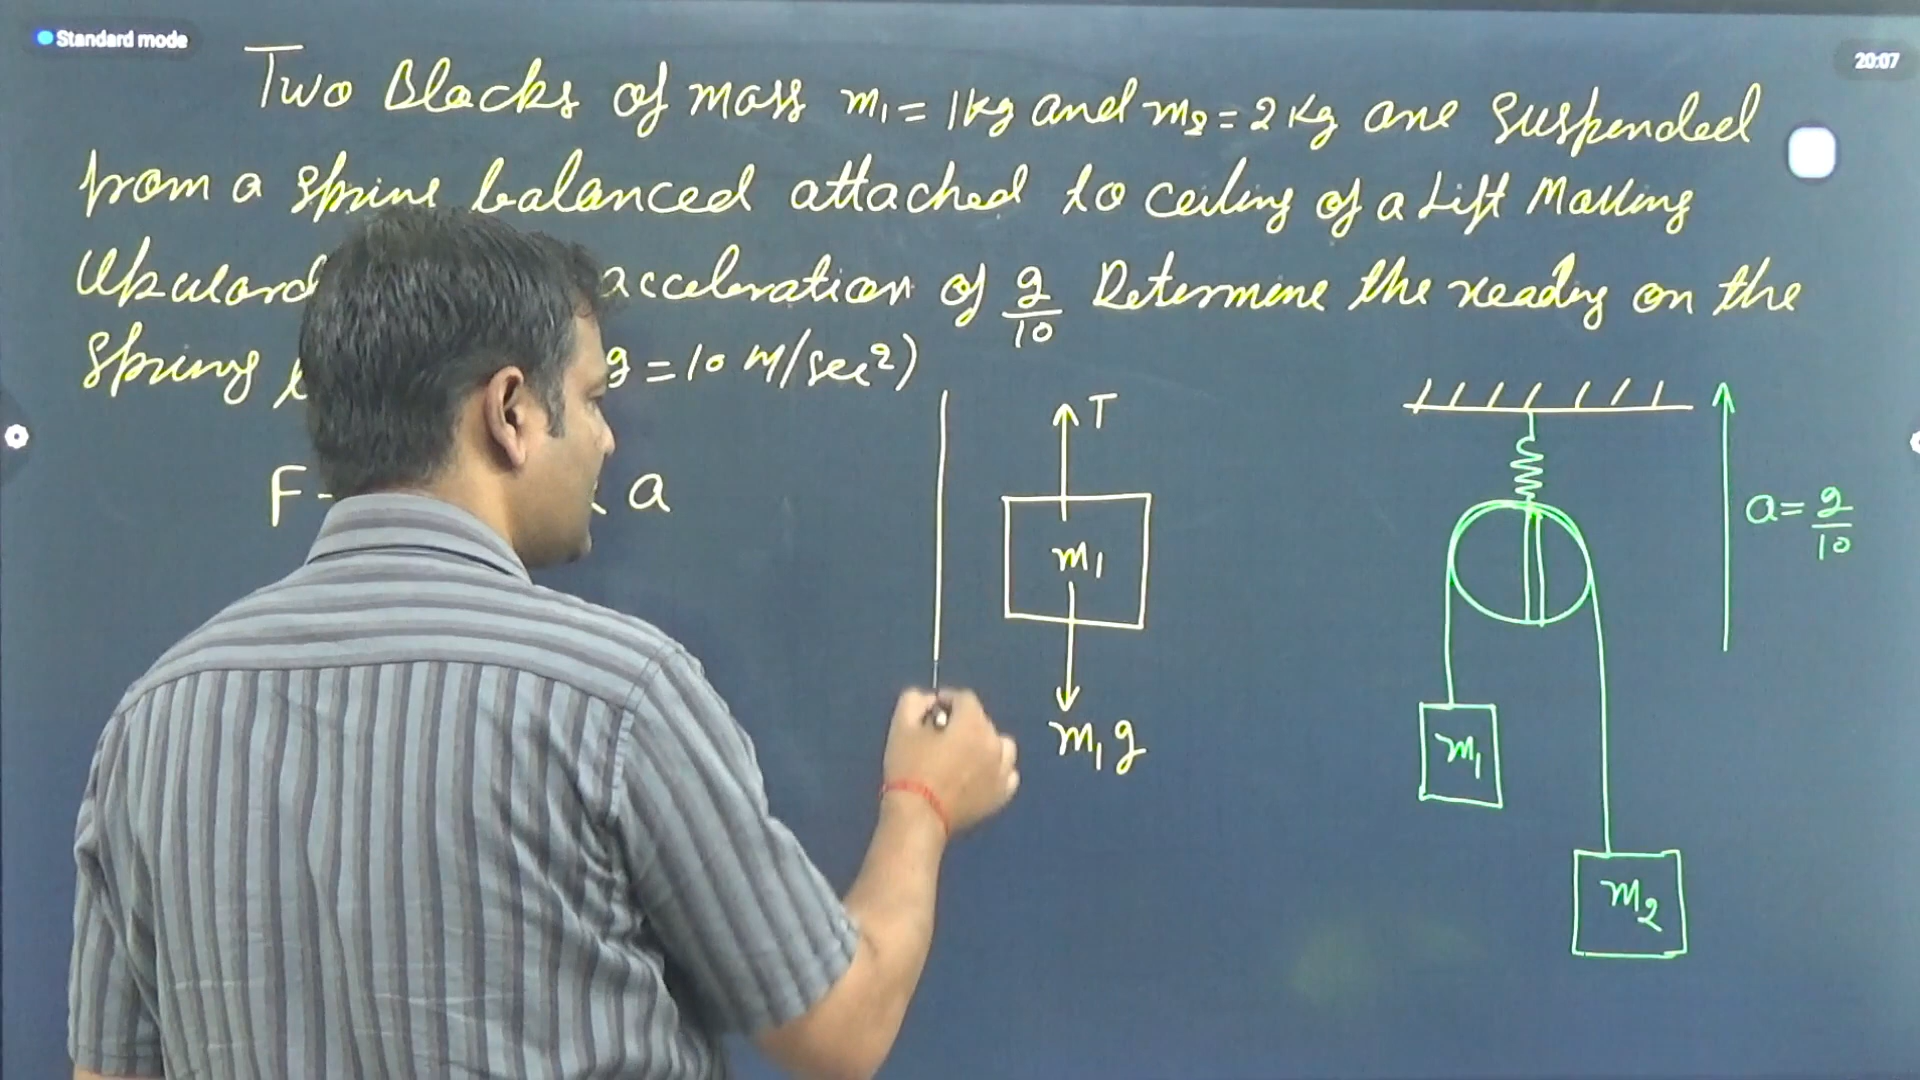 Standard mode
20:07
Two Blocks of mass m1 = 1kg and m2 = 2 Kg are suspended
from a spring balanced attached to ceiling of a Lift Moving
Upward acceleration of g/10 Determine the reading on the
Spring g = 10 M/sec²)
F a
T
m1
m1g
a = g/10
m1
m2